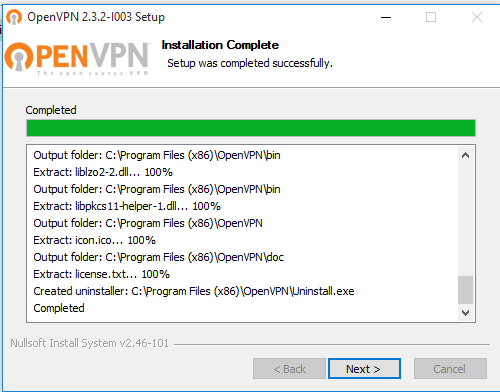 OpenVPN 2.3.2-I003 Setup
OPENVPN
The open source VPN
Installation Complete
Setup was completed successfully.
Completed
Output folder: C:\Program Files (x86)\OpenVPN\bin
Extract: liblzo2-2.dll... 100%
Output folder: C:\Program Files (x86)\OpenVPN\bin
Extract: libpkcs11-helper-1.dll... 100%
Output folder: C:\Program Files (x86)\OpenVPN
Extract: icon.ico... 100%
Output folder: C:\Program Files (x86)\OpenVPN\doc
Extract: license.txt... 100%
Created uninstaller: C:\Program Files (x86)\OpenVPN\Uninstall.exe
Completed
Nullsoft Install System v2.46-101
< Back Next > Cancel